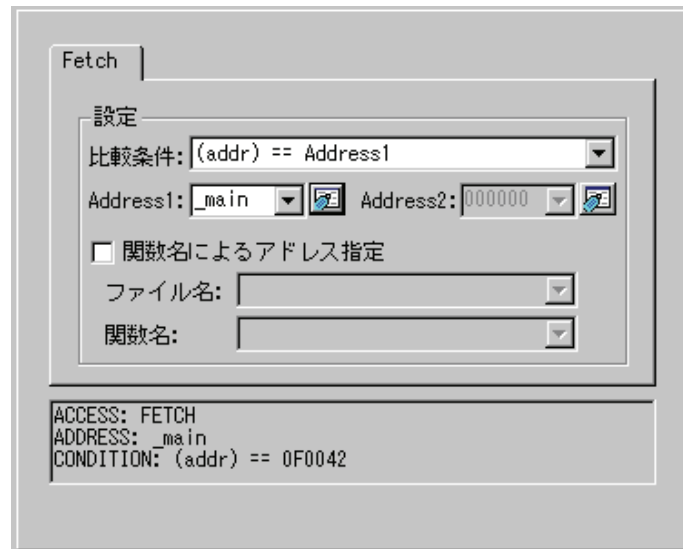 Fetch
設定
比較条件: (addr) == Address1
Address1: _main Address2: 000000
関数名によるアドレス指定
ファイル名:
関数名:
ACCESS: FETCH
ADDRESS: _main
CONDITION: (addr) == 0F0042